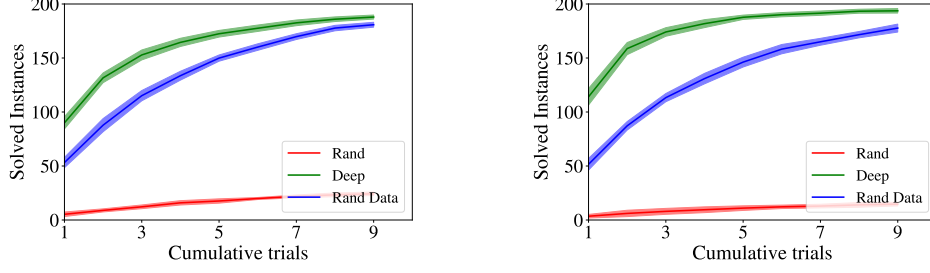 200
150
100
50
0
Solved Instances
1
3
5
7
9
Cumulative trials
Rand
Deep
Rand Data
200
150
100
50
0
Solved Instances
1
3
5
7
9
Cumulative trials
Rand
Deep
Rand Data